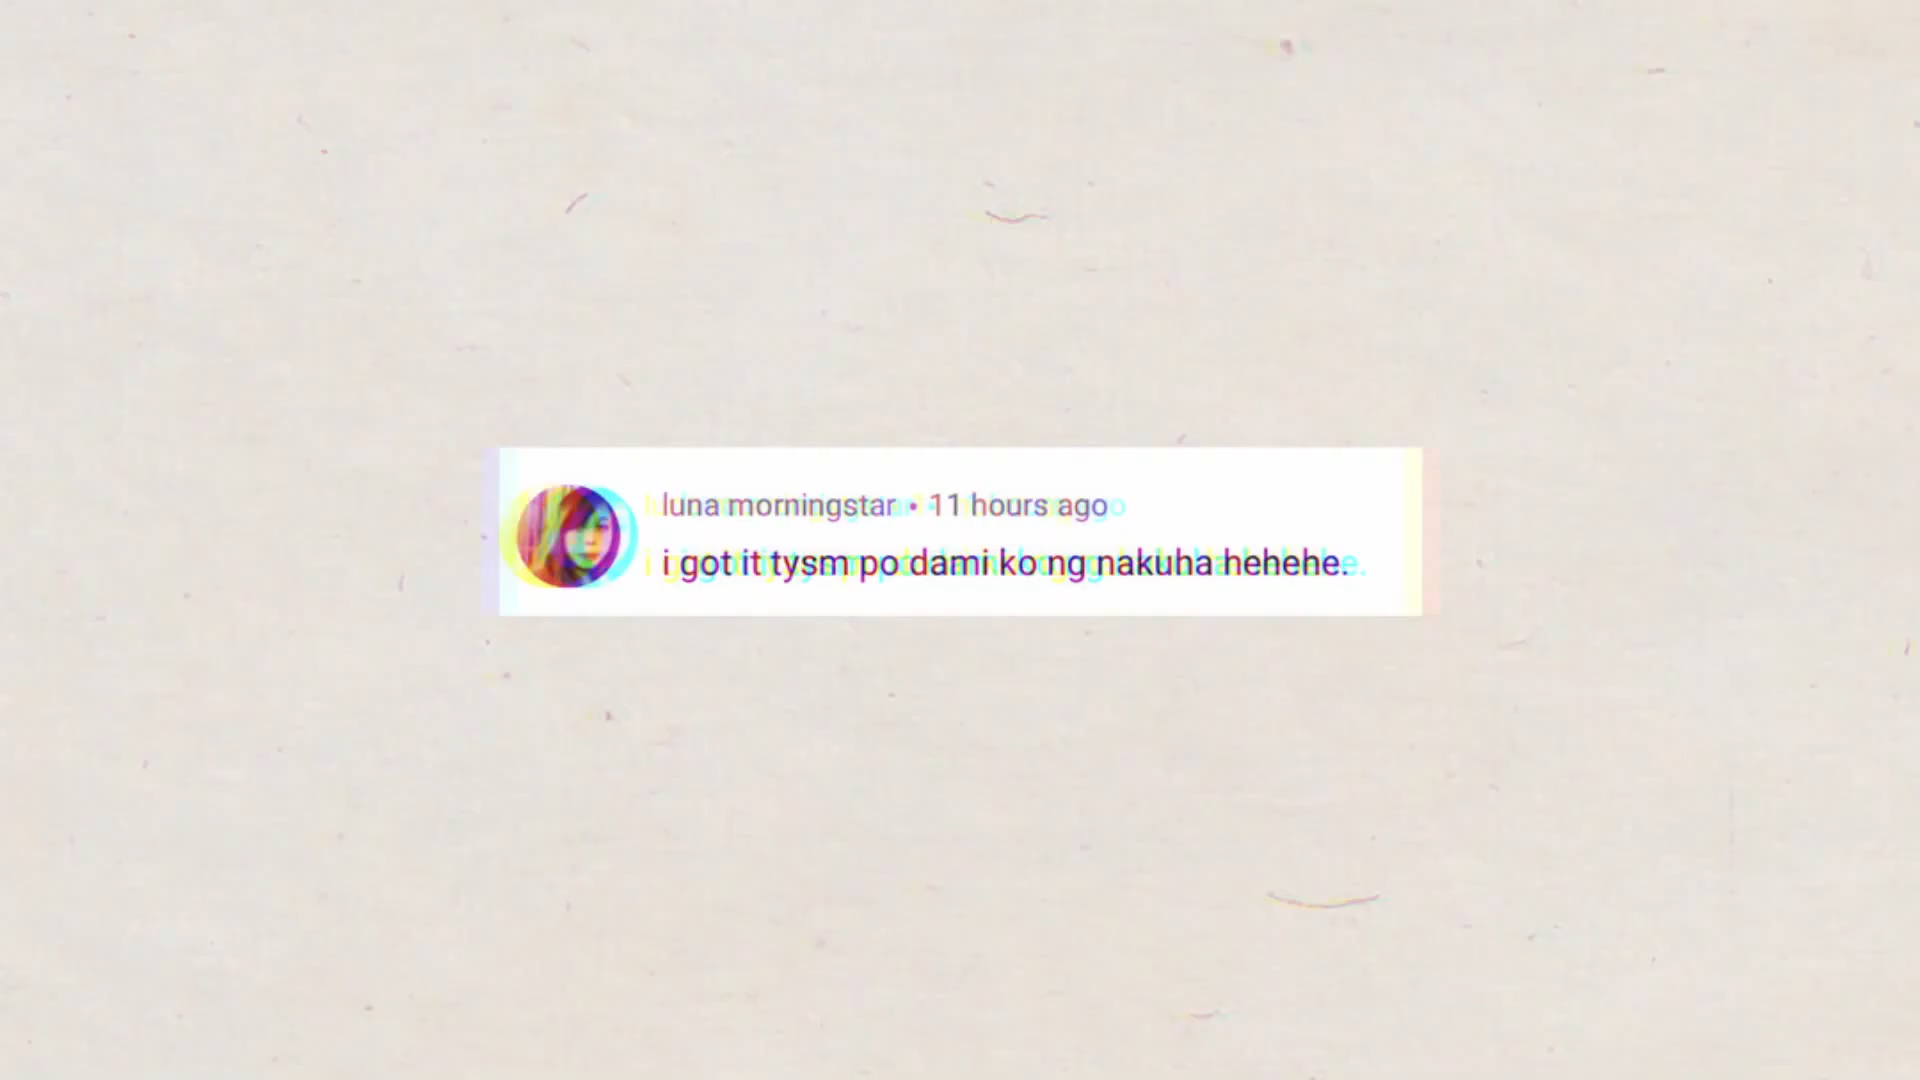 luna morningstar • 11 hours ago
i got it tysm po dami ko ng nakuha hehehe.